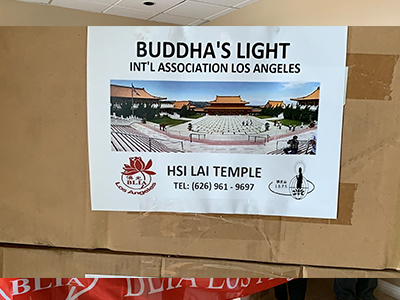 BUDDHA'S LIGHT
INT'L ASSOCIATION LOS ANGELES
HSI LAI TEMPLE
TEL: (626) 961 - 9697
BLIA
Los Angeles
BLIA
BLIA LOS A